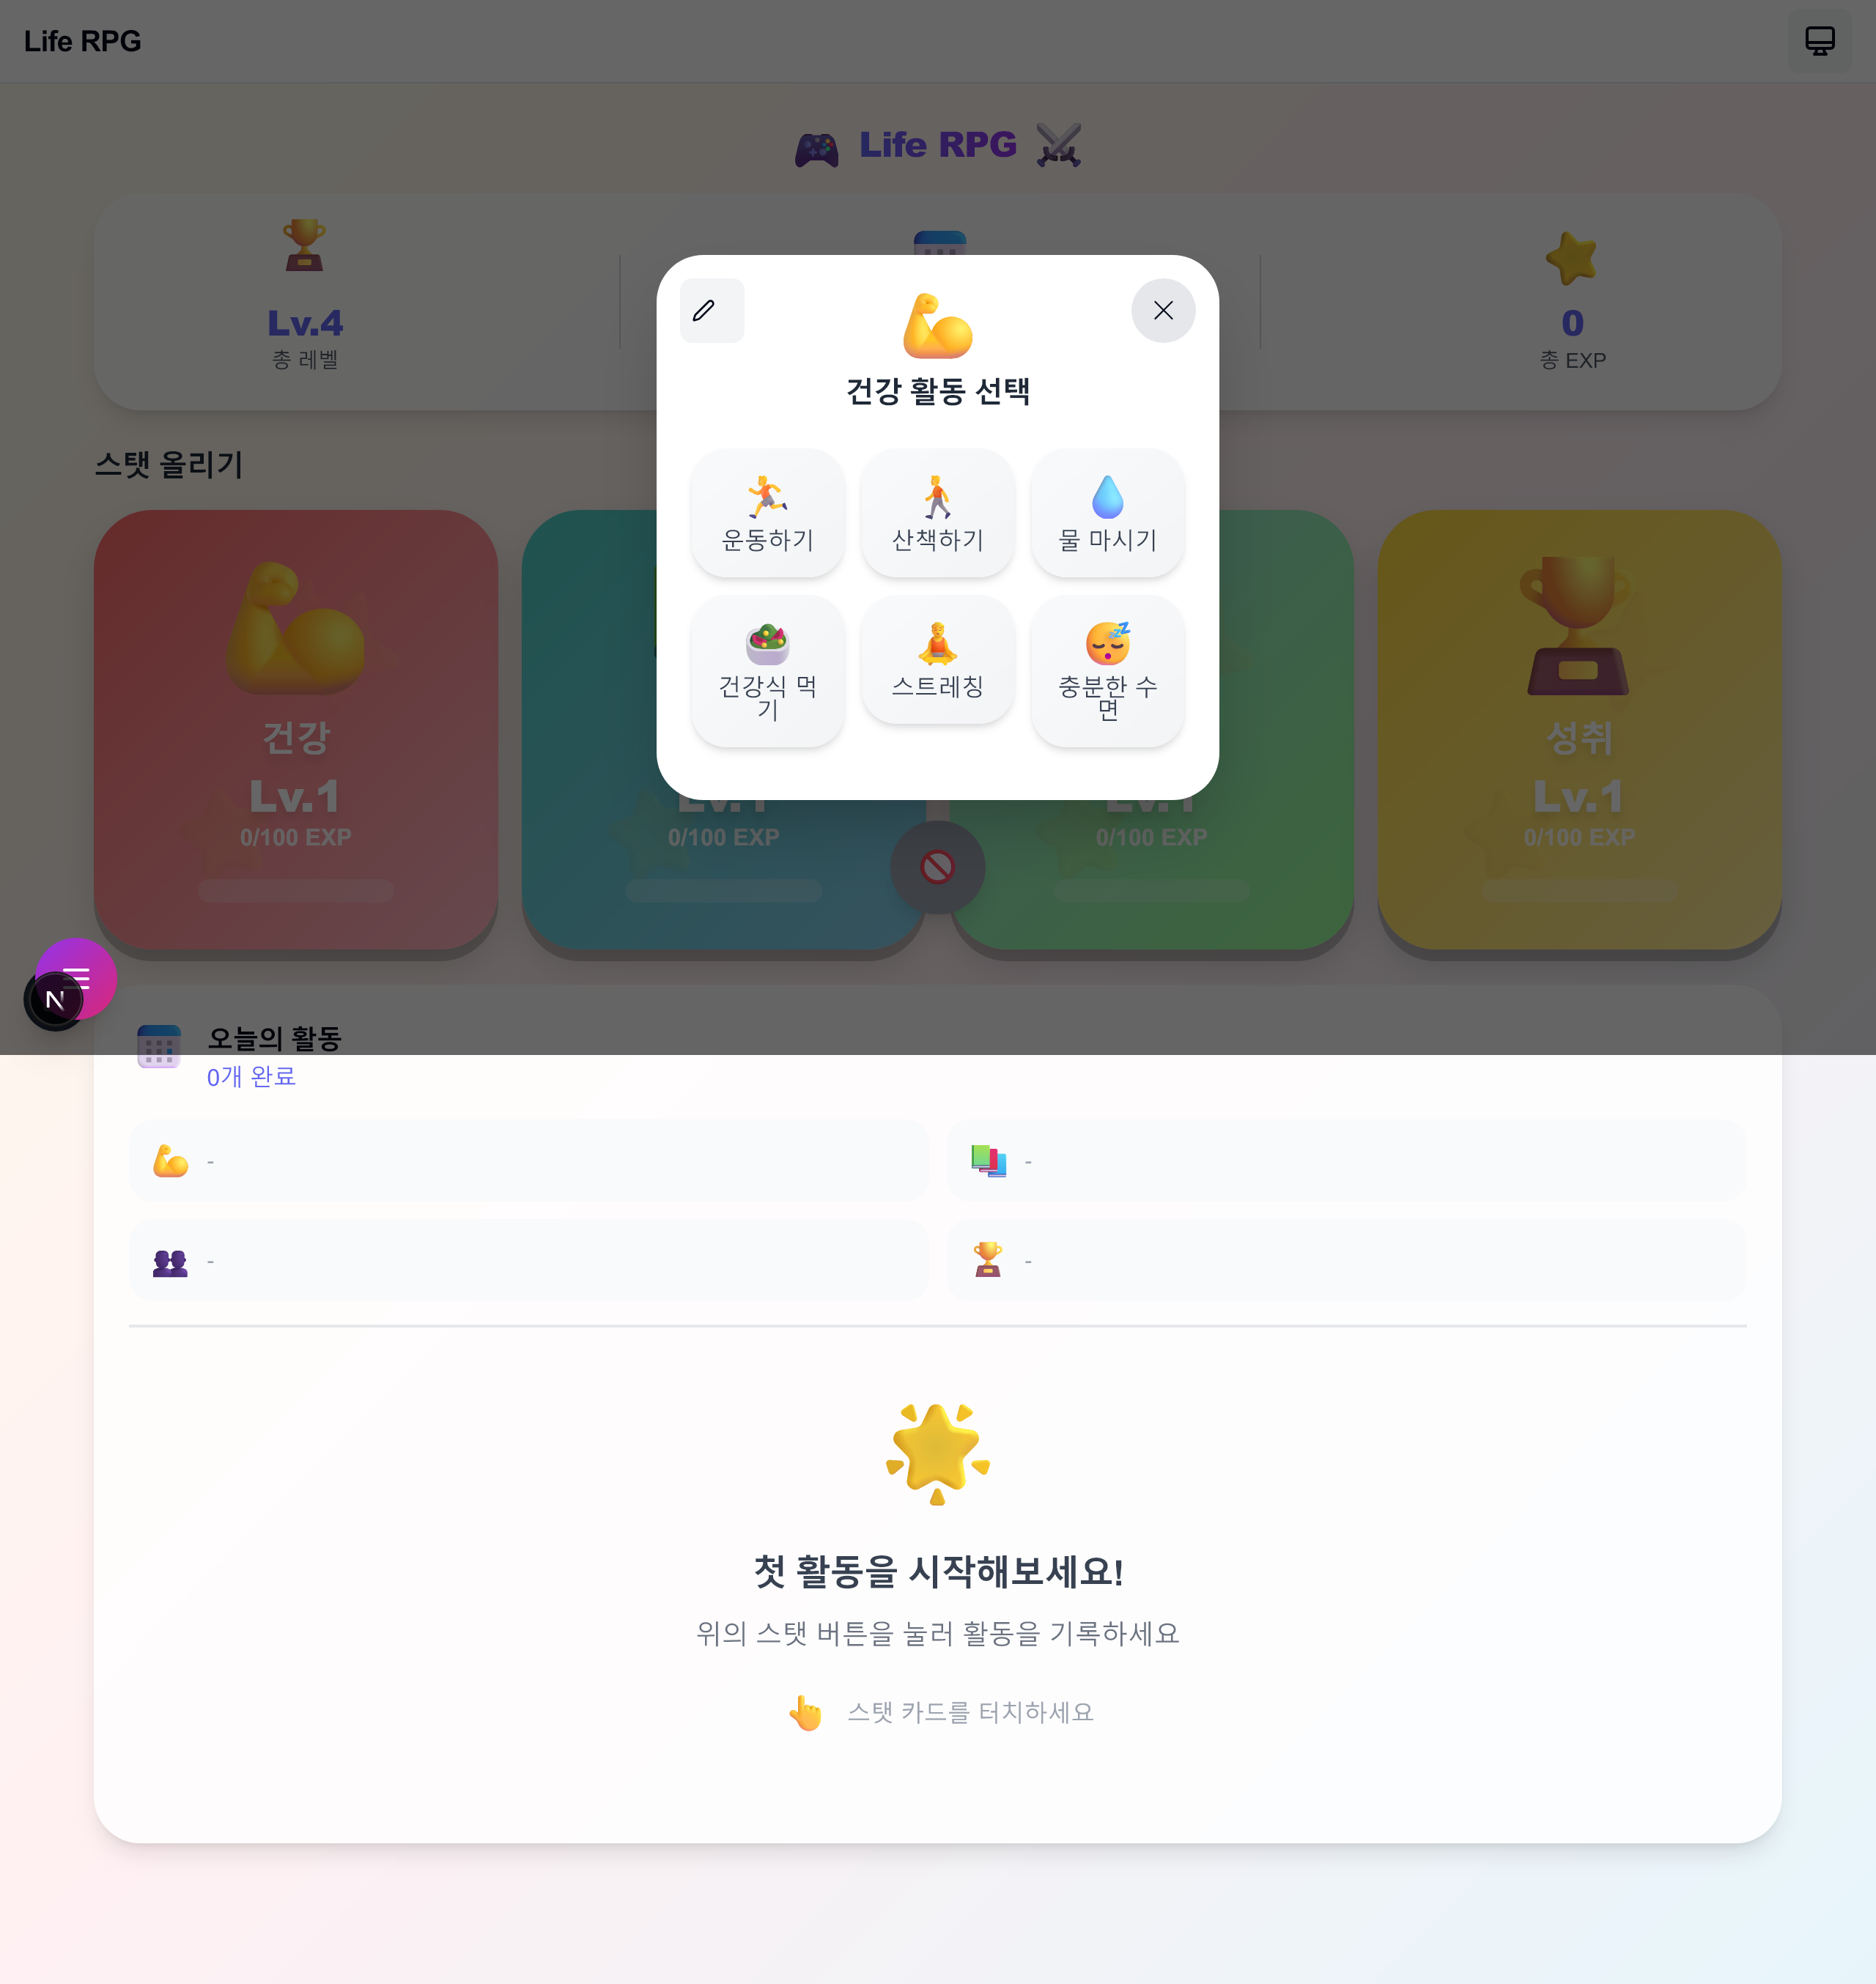 Life RPG
Life RPG
Lv.4
총 레벨
0
총 EXP
건강 활동 선택
운동하기
산책하기
물 마시기
건강식 먹
기
스트레칭
충분한 수
면
스탯 올리기
건강
Lv.1
0/100 EXP
Lv.1
0/100 EXP
Lv.1
0/100 EXP
성취
Lv.1
0/100 EXP
N
오늘의 활동
0개 완료
-
-
-
-
첫 활동을 시작해보세요!
위의 스탯 버튼을 눌러 활동을 기록하세요
스탯 카드를 터치하세요